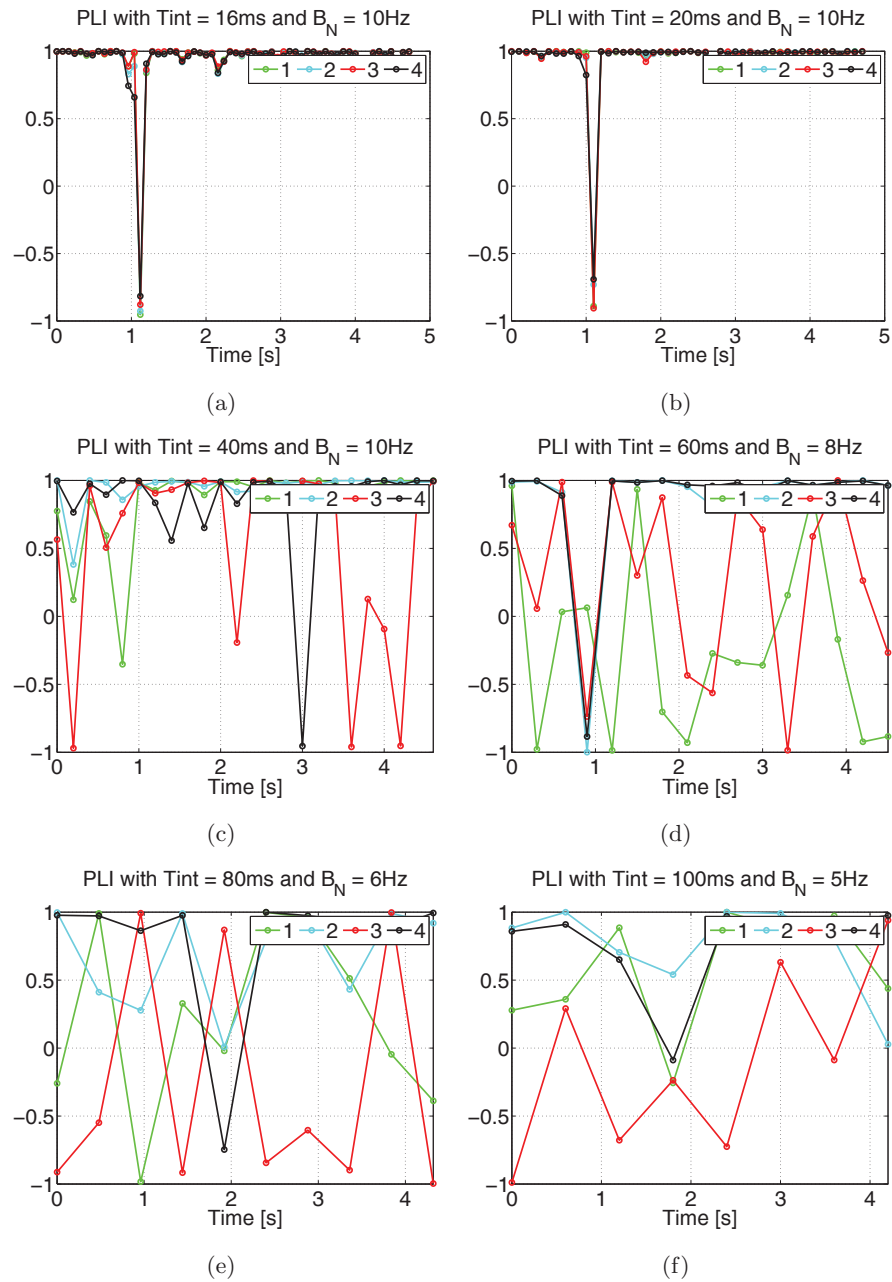 PLI with Tint = 16ms and B_N = 10Hz
1 2 3 4
1
0.5
0
−0.5
−1
0 1 2 3 4 5
Time [s]
(a)
PLI with Tint = 20ms and B_N = 10Hz
1 2 3 4
1
0.5
0
−0.5
−1
0 1 2 3 4 5
Time [s]
(b)
PLI with Tint = 40ms and B_N = 10Hz
1 2 3 4
1
0.5
0
−0.5
−1
0 1 2 3 4
Time [s]
(c)
PLI with Tint = 60ms and B_N = 8Hz
1 2 3 4
1
0.5
0
−0.5
−1
0 1 2 3 4
Time [s]
(d)
PLI with Tint = 80ms and B_N = 6Hz
1 2 3 4
1
0.5
0
−0.5
−1
0 1 2 3 4
Time [s]
(e)
PLI with Tint = 100ms and B_N = 5Hz
1 2 3 4
1
0.5
0
−0.5
−1
0 1 2 3 4
Time [s]
(f)